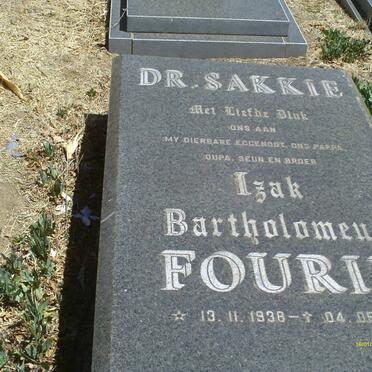 DR. SAKKIE
Met Liefde Dink
ONS AAN
MY DIERBARE EGGENOOT, ONS PAPPA,
OUPA, SEUN EN BROER
Izak
Bartholomeu
FOURI
☆ 13. 11. 1938 – ✝ 04. 05